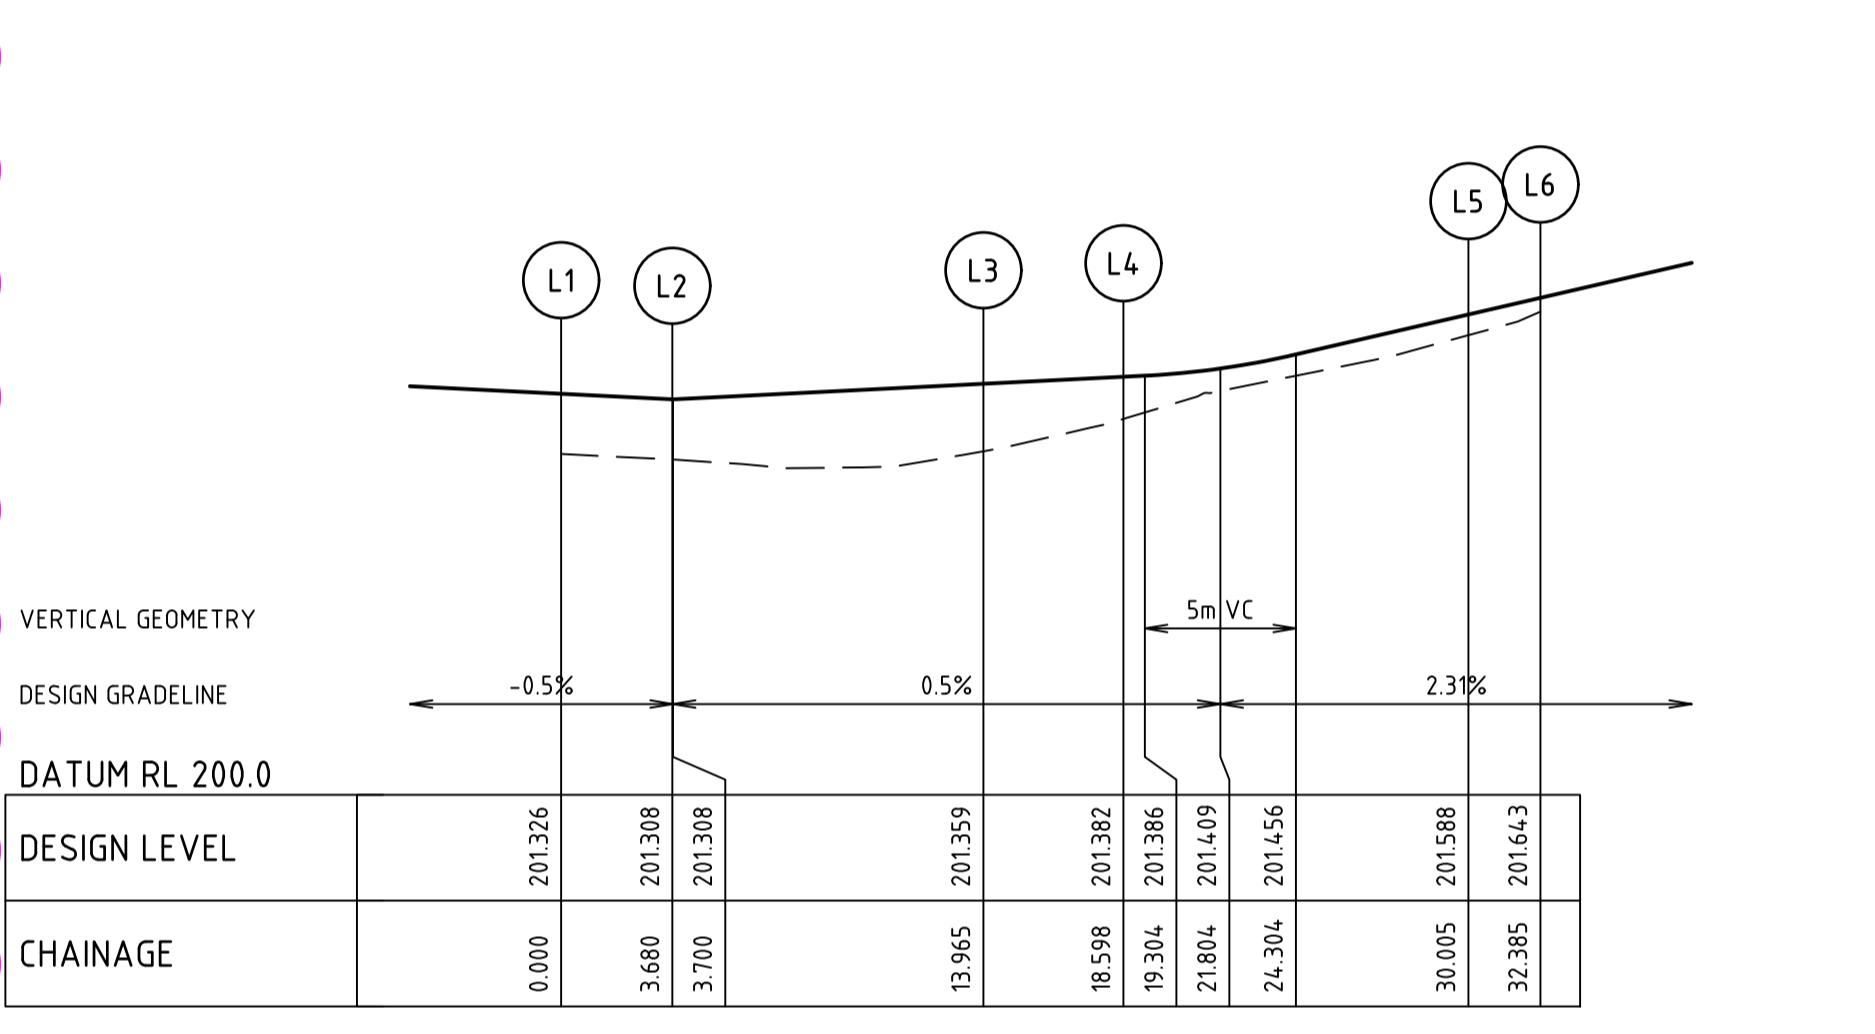 L1
L2
L3
L4
L5
L6
VERTICAL GEOMETRY
5m VC
DESIGN GRADELINE
-0.5%
0.5%
2.31%
DATUM RL 200.0
DESIGN LEVEL
201.326
201.308
201.308
201.359
201.382
201.386
201.409
201.456
201.588
201.643
CHAINAGE
0.000
3.680
3.700
13.965
18.598
19.304
21.804
24.304
30.005
32.385